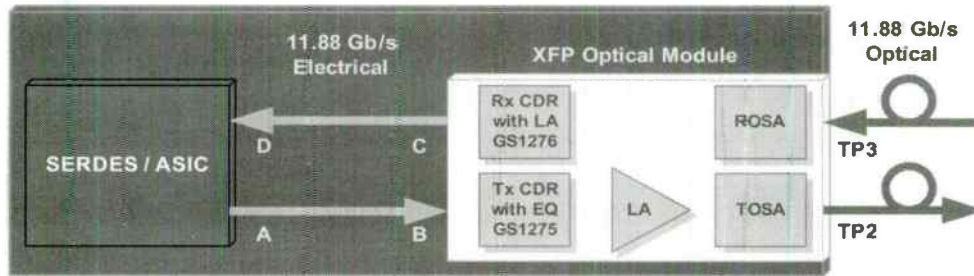 11.88 Gb/s
Electrical
XFP Optical Module
11.88 Gb/s
Optical
SERDES / ASIC
D
C
Rx CDR
with LA
GS1276
ROSA
TP3
A
B
Tx CDR
with EQ
GS1275
LA
TOSA
TP2